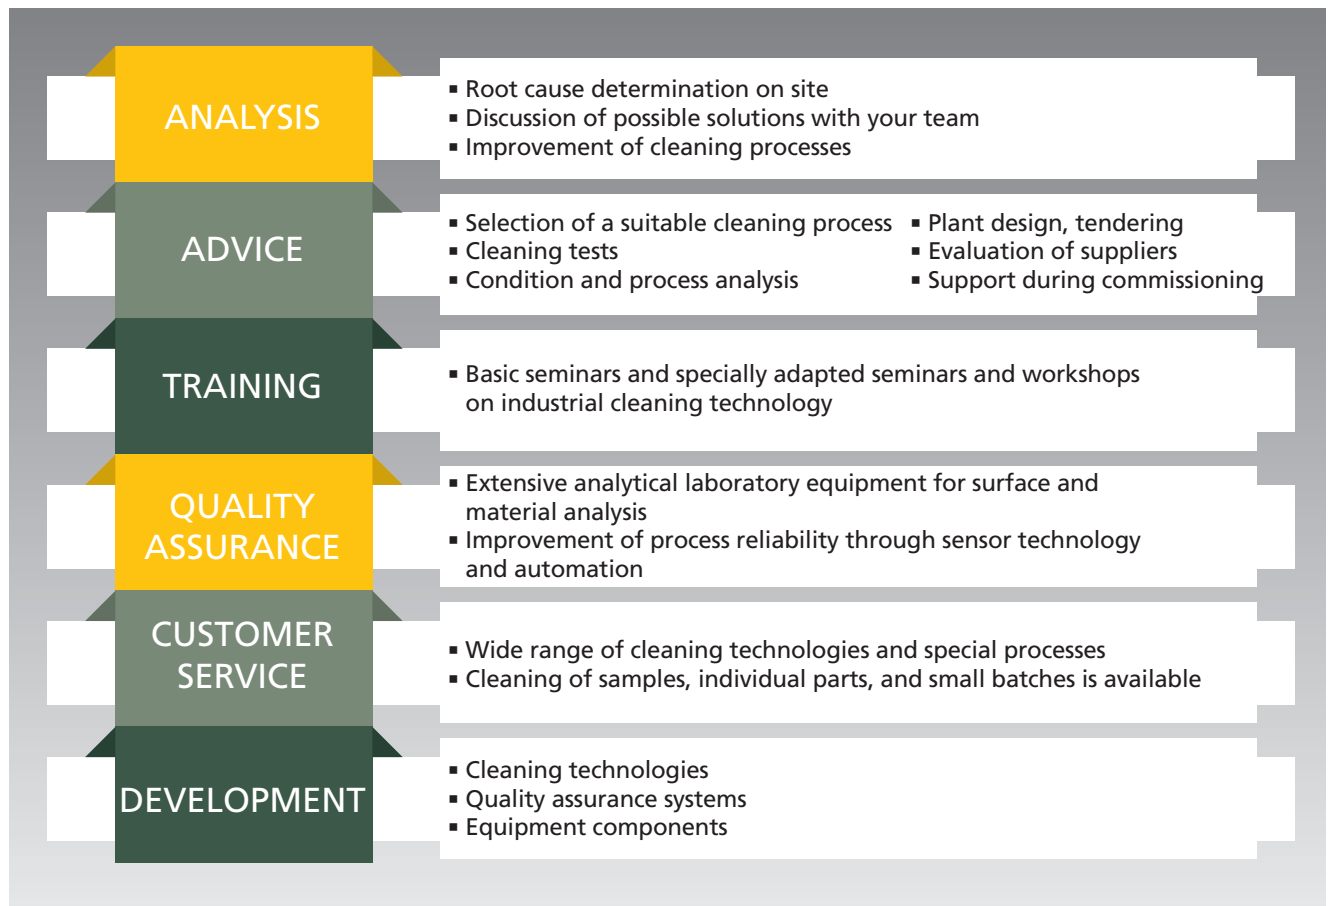 ANALYSIS
▪ Root cause determination on site
▪ Discussion of possible solutions with your team
▪ Improvement of cleaning processes
ADVICE
▪ Selection of a suitable cleaning process
▪ Cleaning tests
▪ Condition and process analysis
▪ Plant design, tendering
▪ Evaluation of suppliers
▪ Support during commissioning
TRAINING
▪ Basic seminars and specially adapted seminars and workshops
on industrial cleaning technology
QUALITY
ASSURANCE
▪ Extensive analytical laboratory equipment for surface and
material analysis
▪ Improvement of process reliability through sensor technology
and automation
CUSTOMER
SERVICE
▪ Wide range of cleaning technologies and special processes
▪ Cleaning of samples, individual parts, and small batches is available
DEVELOPMENT
▪ Cleaning technologies
▪ Quality assurance systems
▪ Equipment components